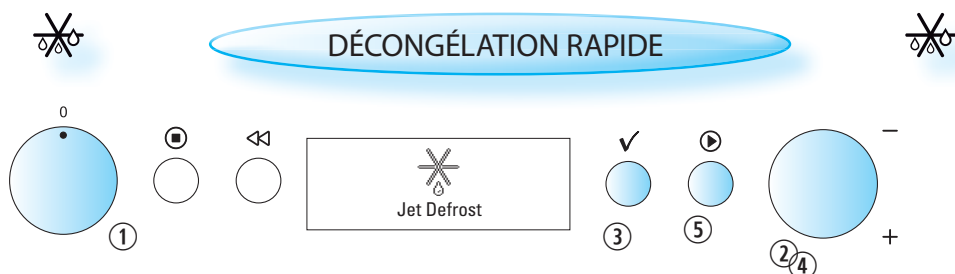 DÉCONGÉLATION RAPIDE
0
−
Jet Defrost
+
① ③ ⑤ ② ④